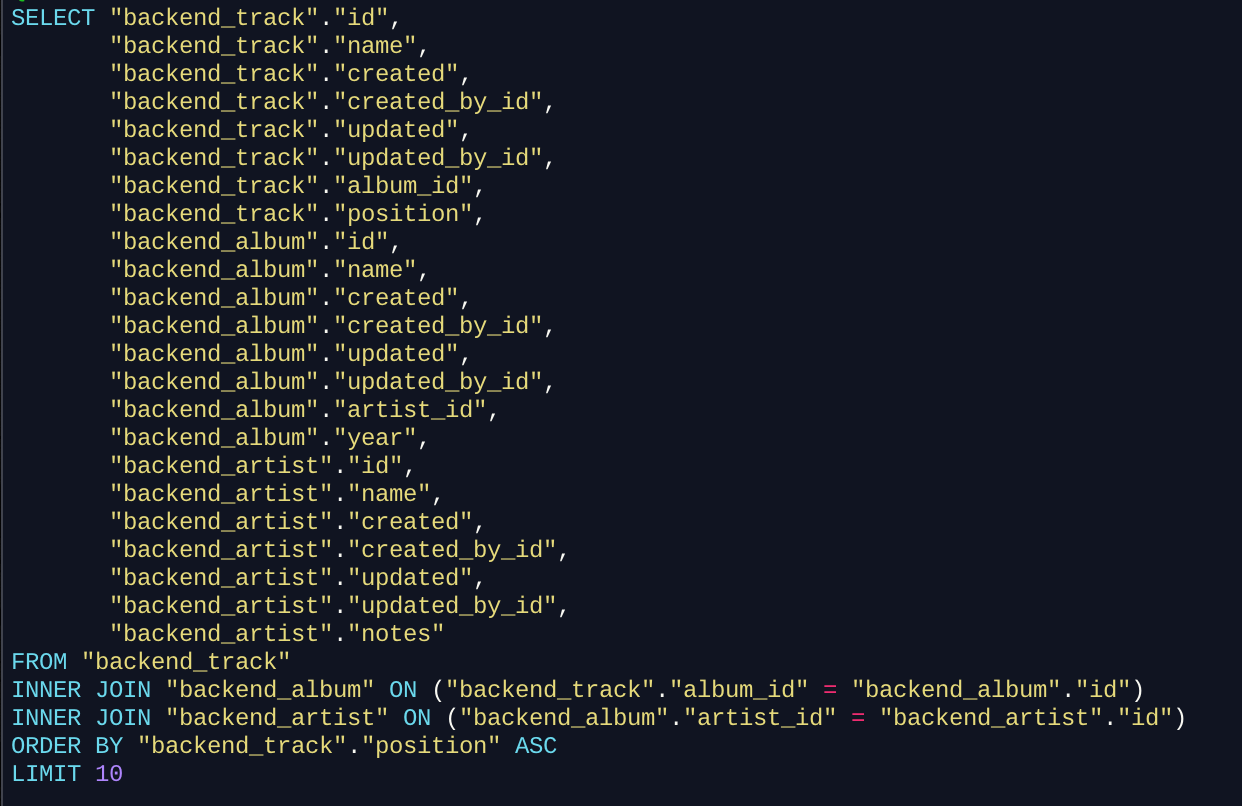 SELECT "backend_track"."id",
       "backend_track"."name",
       "backend_track"."created",
       "backend_track"."created_by_id",
       "backend_track"."updated",
       "backend_track"."updated_by_id",
       "backend_track"."album_id",
       "backend_track"."position",
       "backend_album"."id",
       "backend_album"."name",
       "backend_album"."created",
       "backend_album"."created_by_id",
       "backend_album"."updated",
       "backend_album"."updated_by_id",
       "backend_album"."artist_id",
       "backend_album"."year",
       "backend_artist"."id",
       "backend_artist"."name",
       "backend_artist"."created",
       "backend_artist"."created_by_id",
       "backend_artist"."updated",
       "backend_artist"."updated_by_id",
       "backend_artist"."notes"
FROM "backend_track"
INNER JOIN "backend_album" ON ("backend_track"."album_id" = "backend_album"."id")
INNER JOIN "backend_artist" ON ("backend_album"."artist_id" = "backend_artist"."id")
ORDER BY "backend_track"."position" ASC
LIMIT 10